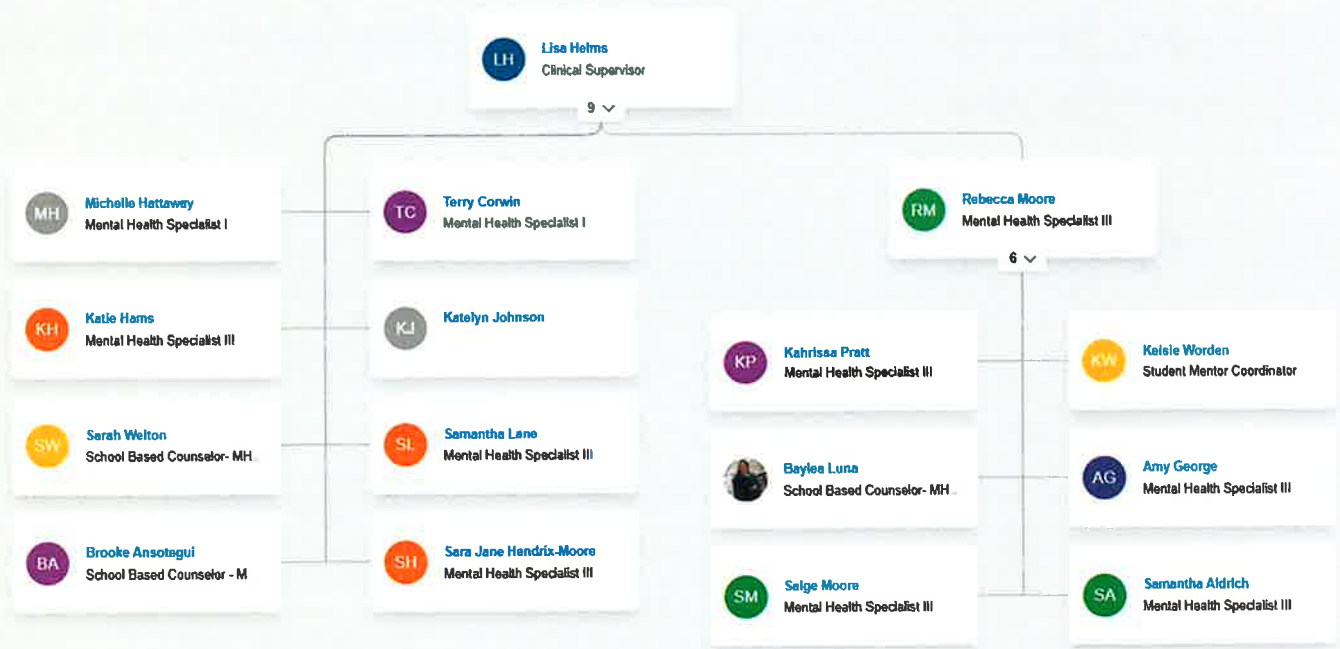 LH
Lisa Helms
Clinical Supervisor
9
MH
Michelle Hattaway
Mental Health Specialist I
TC
Terry Corwin
Mental Health Specialist I
RM
Rebecca Moore
Mental Health Specialist III
6
KH
Katie Hams
Mental Health Specialist III
KJ
Katelyn Johnson
KP
Kahrissa Pratt
Mental Health Specialist III
KW
Kelsie Worden
Student Mentor Coordinator
SW
Sarah Welton
School Based Counselor- MH...
SL
Samantha Lane
Mental Health Specialist III
Baylea Luna
School Based Counselor- MH...
AG
Amy George
Mental Health Specialist III
BA
Brooke Ansotegui
School Based Counselor - M
SH
Sara Jane Hendrix-Moore
Mental Health Specialist III
SM
Saige Moore
Mental Health Specialist III
SA
Samantha Aldrich
Mental Health Specialist III